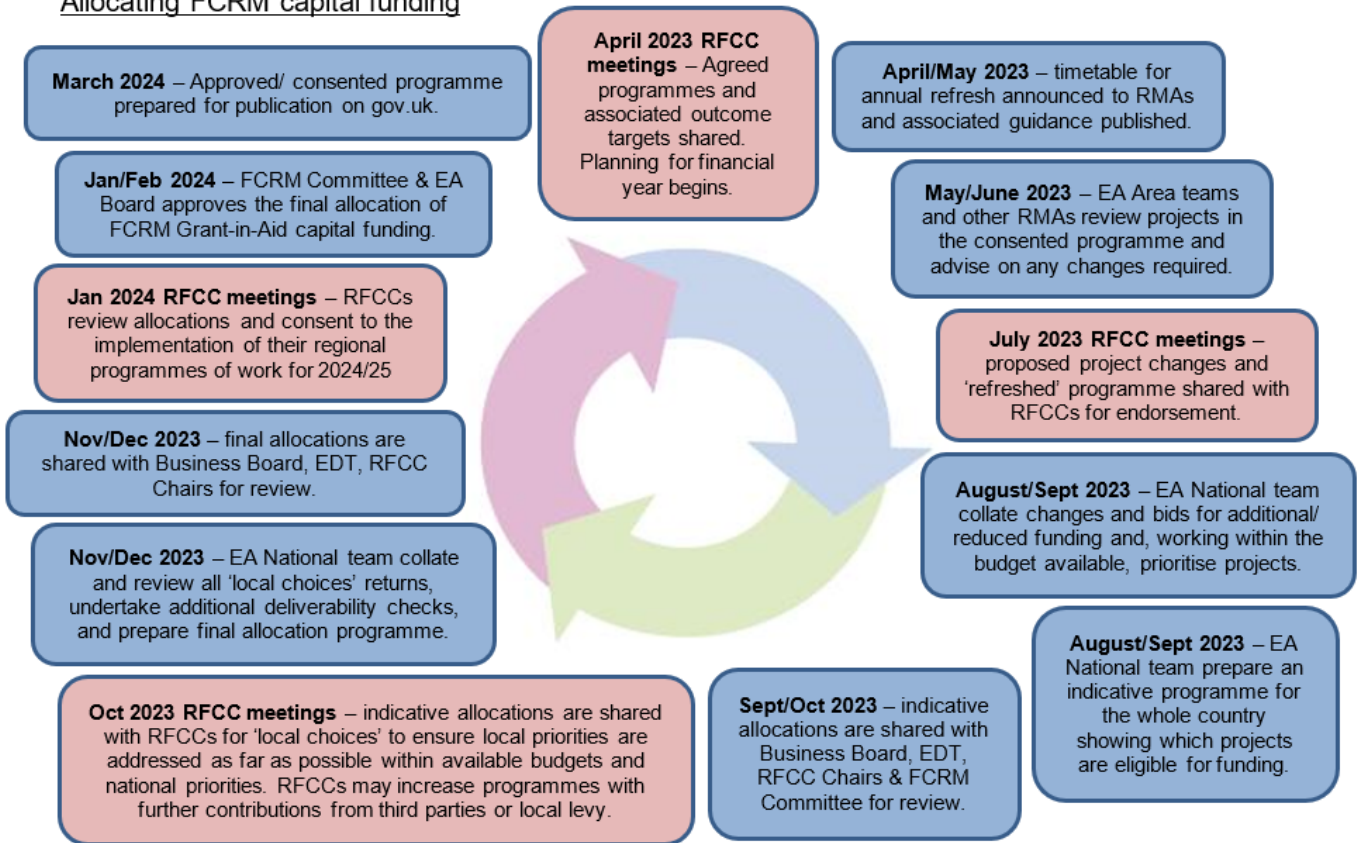 Allocating FCRM capital funding
April 2023 RFCC
meetings – Agreed
programmes and
associated outcome
targets shared.
Planning for financial
year begins.
April/May 2023 – timetable for
annual refresh announced to RMAs
and associated guidance published.
May/June 2023 – EA Area teams
and other RMAs review projects in
the consented programme and
advise on any changes required.
July 2023 RFCC meetings –
proposed project changes and
‘refreshed’ programme shared with
RFCCs for endorsement.
August/Sept 2023 – EA National team
collate changes and bids for additional/
reduced funding and, working within the
budget available, prioritise projects.
August/Sept 2023 – EA
National team prepare an
indicative programme for
the whole country
showing which projects
are eligible for funding.
Sept/Oct 2023 – indicative
allocations are shared with
Business Board, EDT,
RFCC Chairs & FCRM
Committee for review.
Oct 2023 RFCC meetings – indicative allocations are shared
with RFCCs for ‘local choices’ to ensure local priorities are
addressed as far as possible within available budgets and
national priorities. RFCCs may increase programmes with
further contributions from third parties or local levy.
Nov/Dec 2023 – EA National team collate
and review all ‘local choices’ returns,
undertake additional deliverability checks,
and prepare final allocation programme.
Nov/Dec 2023 – final allocations are
shared with Business Board, EDT, RFCC
Chairs for review.
Jan 2024 RFCC meetings – RFCCs
review allocations and consent to the
implementation of their regional
programmes of work for 2024/25
Jan/Feb 2024 – FCRM Committee & EA
Board approves the final allocation of
FCRM Grant-in-Aid capital funding.
March 2024 – Approved/ consented programme
prepared for publication on gov.uk.